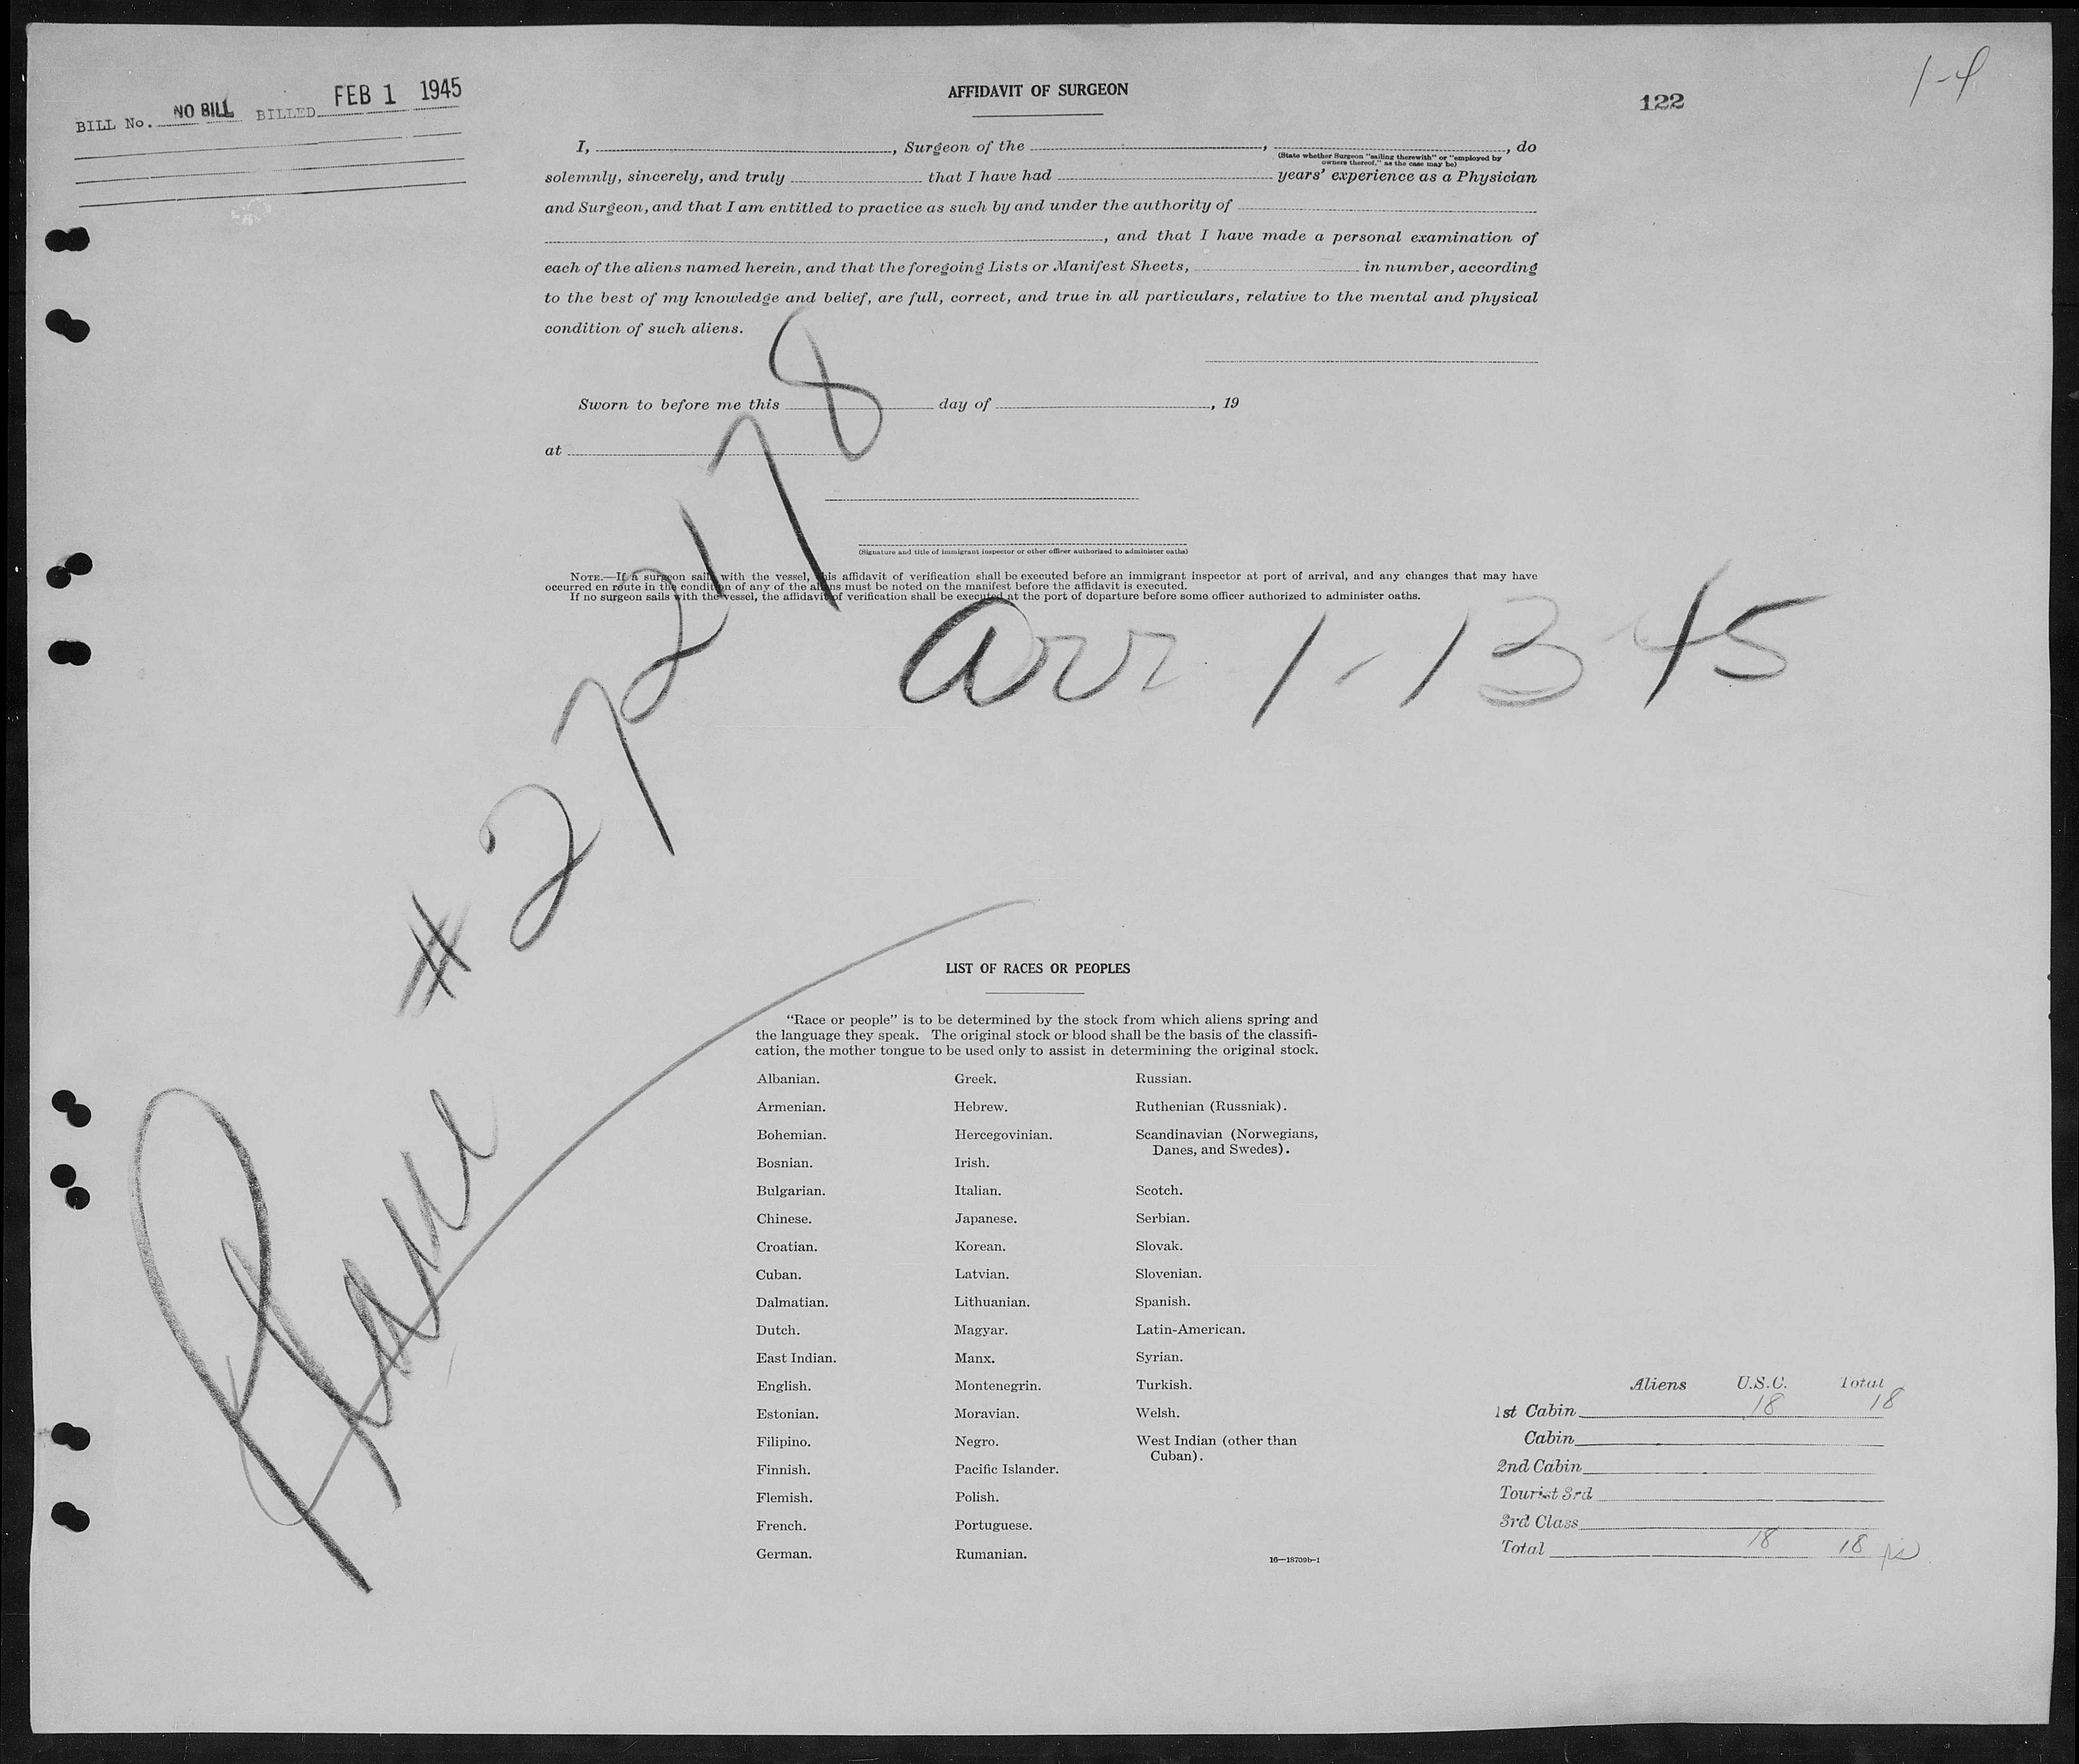 BILL No. NO BILL BILLED FEB 1 1945
AFFIDAVIT OF SURGEON
122
1-4
I, , Surgeon of the , , do
(State whether Surgeon "sailing therewith" or "employed by
owners thereof," as the case may be)
solemnly, sincerely, and truly that I have had years' experience as a Physician
and Surgeon, and that I am entitled to practice as such by and under the authority of
, and that I have made a personal examination of
each of the aliens named herein, and that the foregoing Lists or Manifest Sheets, in number, according
to the best of my knowledge and belief, are full, correct, and true in all particulars, relative to the mental and physical
condition of such aliens.
Sworn to before me this day of , 19
at
(Signature and title of immigrant inspector or other officer authorized to administer oaths)
NOTE.—If a surgeon sails with the vessel, this affidavit of verification shall be executed before an immigrant inspector at port of arrival, and any changes that may have
occurred en route in the condition of any of the aliens must be noted on the manifest before the affidavit is executed.
If no surgeon sails with the vessel, the affidavit of verification shall be executed at the port of departure before some officer authorized to administer oaths.
arr 1-13 45
Plane #272178
LIST OF RACES OR PEOPLES
"Race or people" is to be determined by the stock from which aliens spring and
the language they speak. The original stock or blood shall be the basis of the classifi-
cation, the mother tongue to be used only to assist in determining the original stock.
Albanian. Greek. Russian.
Armenian. Hebrew. Ruthenian (Russniak).
Bohemian. Hercegovinian. Scandinavian (Norwegians,
Danes, and Swedes).
Bosnian. Irish.
Bulgarian. Italian. Scotch.
Chinese. Japanese. Serbian.
Croatian. Korean. Slovak.
Cuban. Latvian. Slovenian.
Dalmatian. Lithuanian. Spanish.
Dutch. Magyar. Latin-American.
East Indian. Manx. Syrian.
English. Montenegrin. Turkish.
Estonian. Moravian. Welsh.
Filipino. Negro. West Indian (other than
Cuban).
Finnish. Pacific Islander.
Flemish. Polish.
French. Portuguese.
German. Rumanian.
16—18709b-1
Aliens U.S.C. Total
1st Cabin 18 18
Cabin
2nd Cabin
Tourist 3rd
3rd Class
Total 18 18